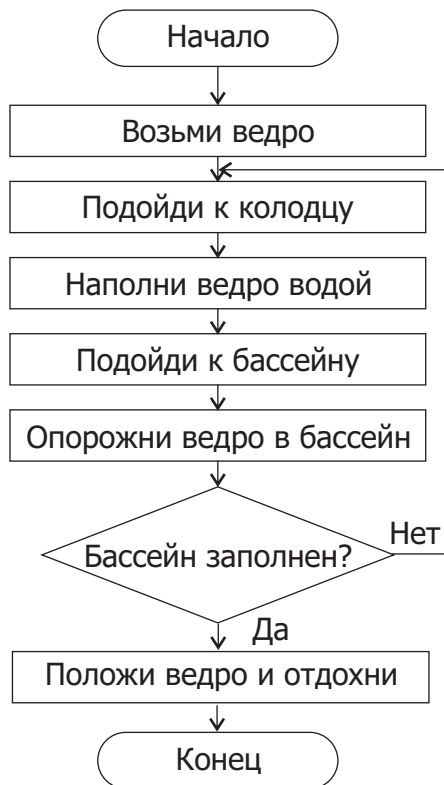 Начало
Возьми ведро
Подойди к колодцу
Наполни ведро водой
Подойди к бассейну
Опорожни ведро в бассейн
Бассейн заполнен?
Нет
Да
Положи ведро и отдохни
Конец